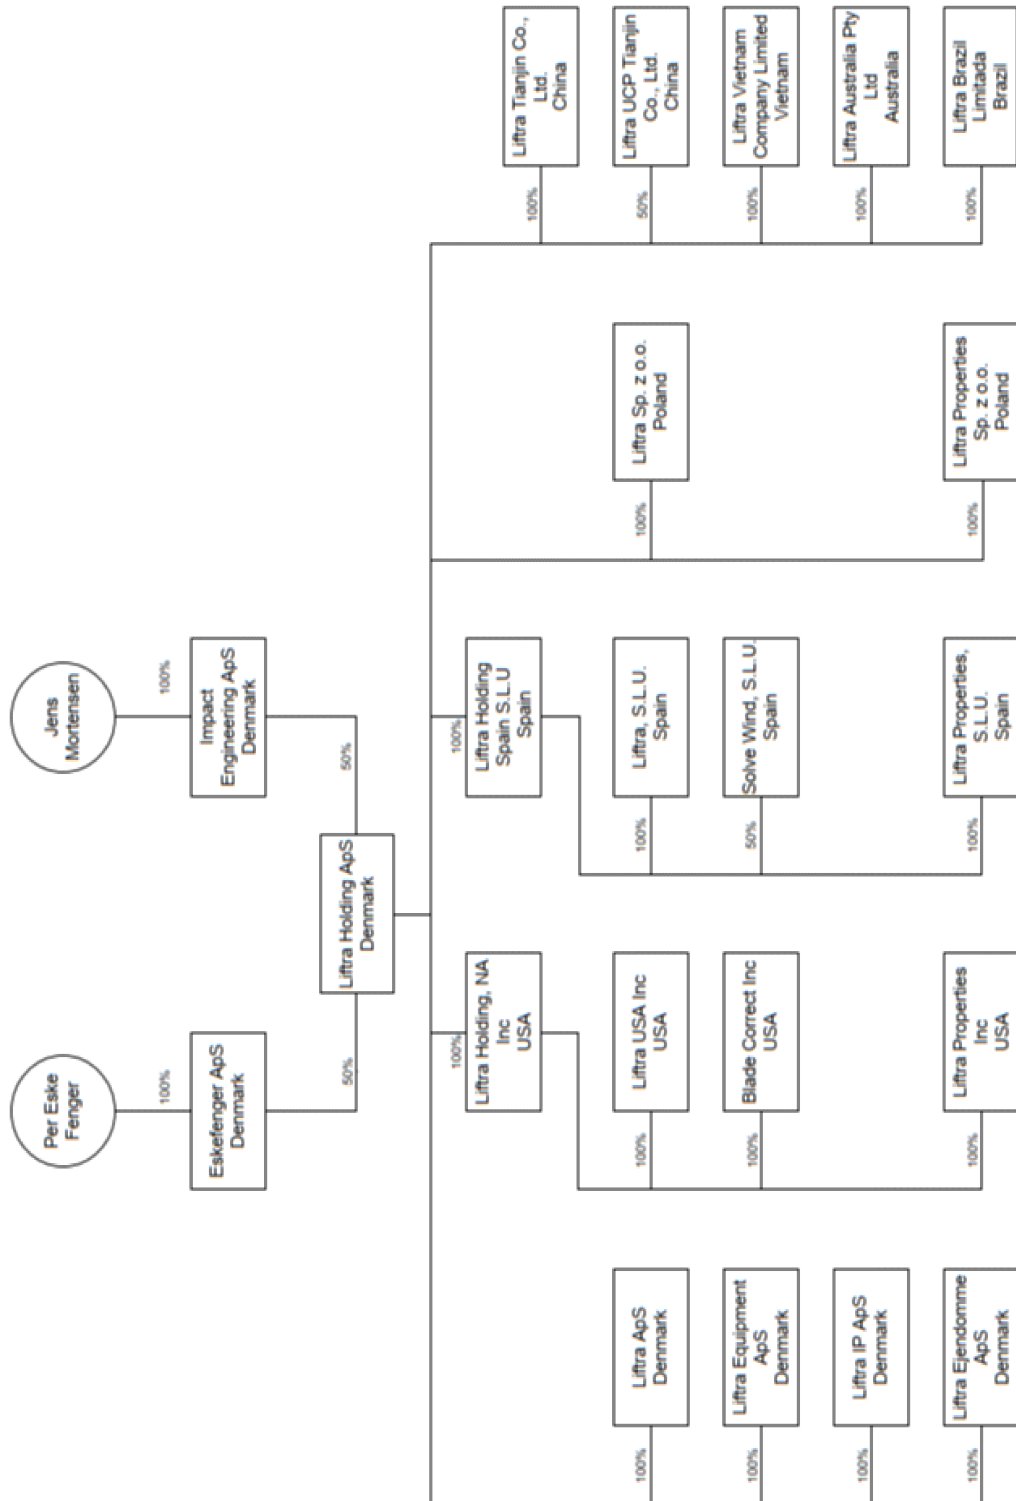 Per Eske
Fenger
Jens
Mortensen
100%
100%
Eskefenger ApS
Denmark
Impact
Engineering ApS
Denmark
50%
50%
Liftra Holding ApS
Denmark
100%
Liftra Holding, NA
Inc
USA
100%
Liftra Holding
Spain S.L.U
Spain
100%
Liftra Tianjin Co.,
Ltd.
China
100%
Liftra ApS
Denmark
100%
Liftra USA Inc
USA
100%
Liftra, S.L.U.
Spain
100%
Liftra Sp. z o.o.
Poland
50%
Liftra UCP Tianjin
Co., Ltd.
China
100%
Liftra Equipment
ApS
Denmark
100%
Blade Correct Inc
USA
50%
Solve Wind, S.L.U.
Spain
100%
Liftra Vietnam
Company Limited
Vietnam
100%
Liftra IP ApS
Denmark
100%
Liftra Australia Pty
Ltd
Australia
100%
Liftra Ejendomme
ApS
Denmark
100%
Liftra Properties
Inc
USA
100%
Liftra Properties,
S.L.U.
Spain
100%
Liftra Properties
Sp. z o.o.
Poland
100%
Liftra Brazil
Limitada
Brazil